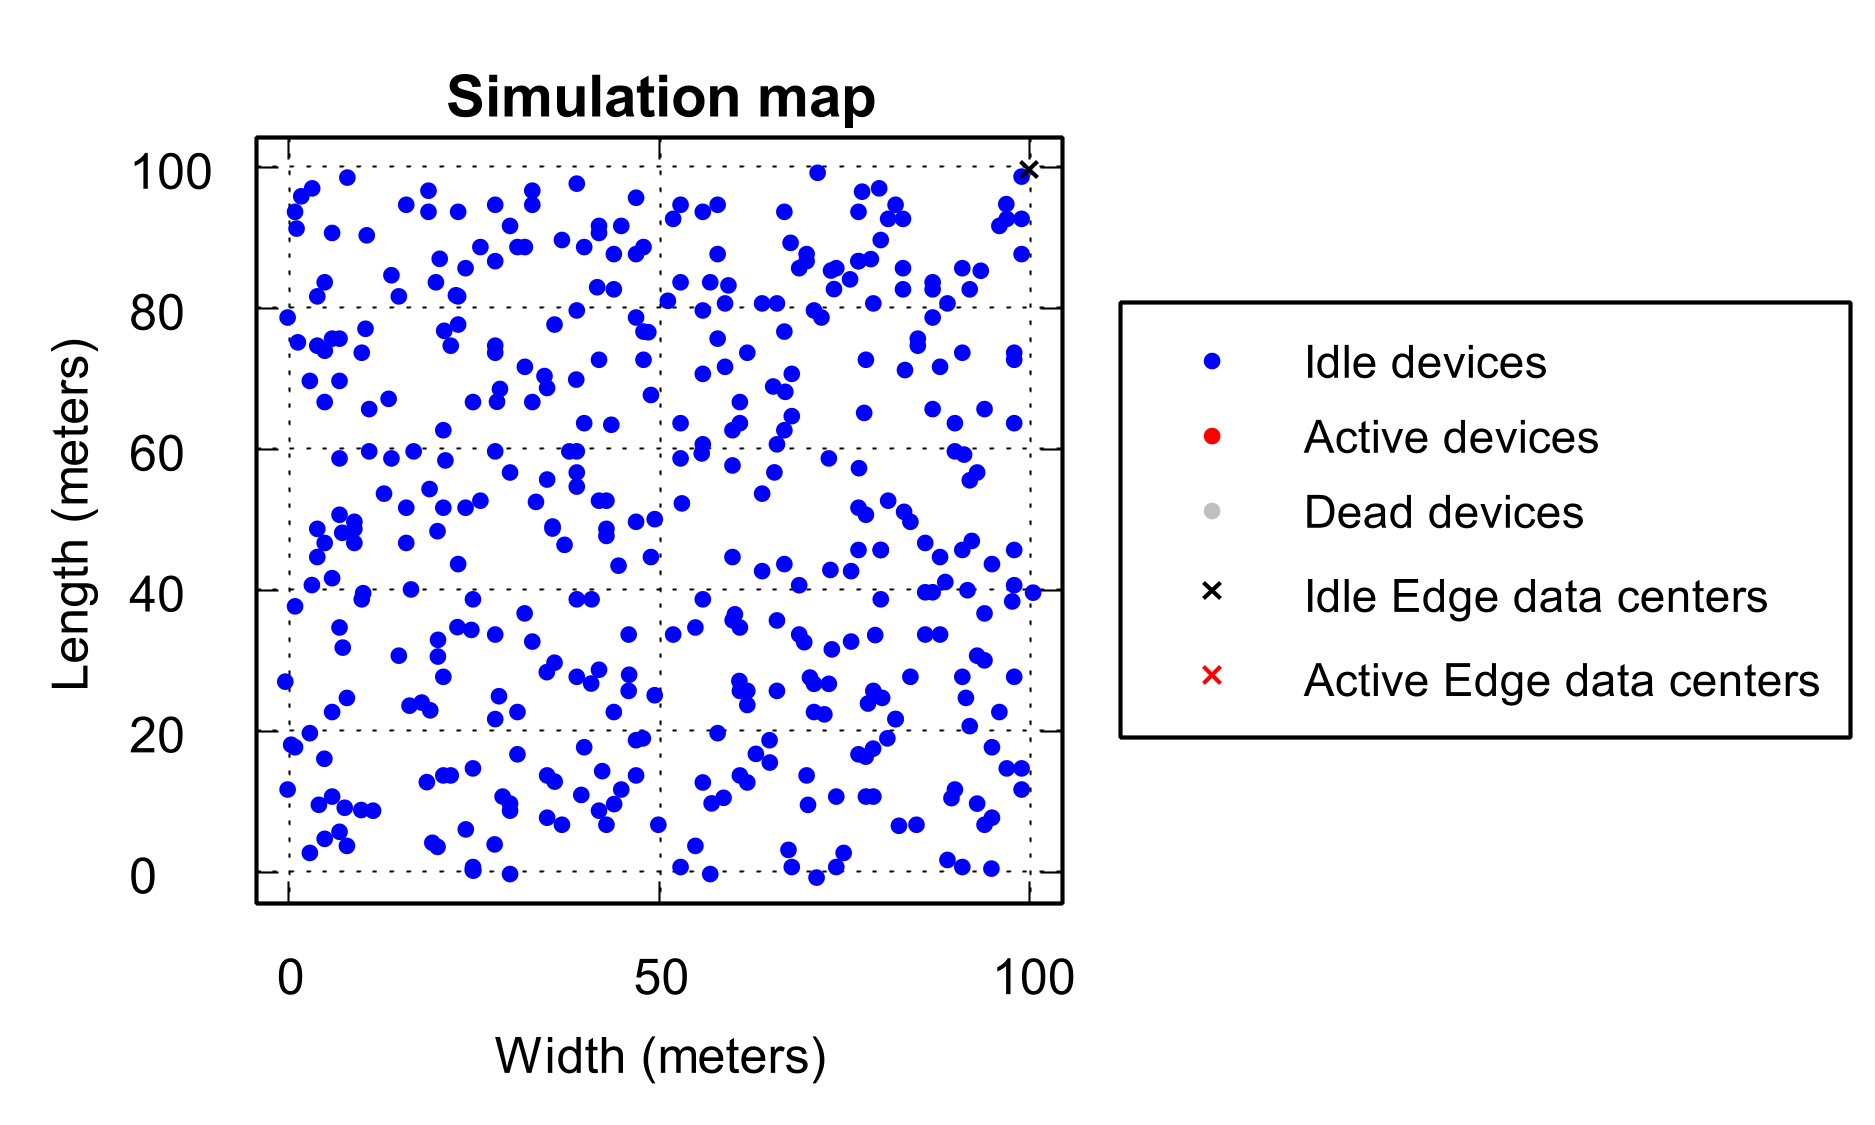 Simulation map
100
80
60
40
20
0
Length (meters)
0
50
100
Width (meters)
Idle devices
Active devices
Dead devices
Idle Edge data centers
Active Edge data centers